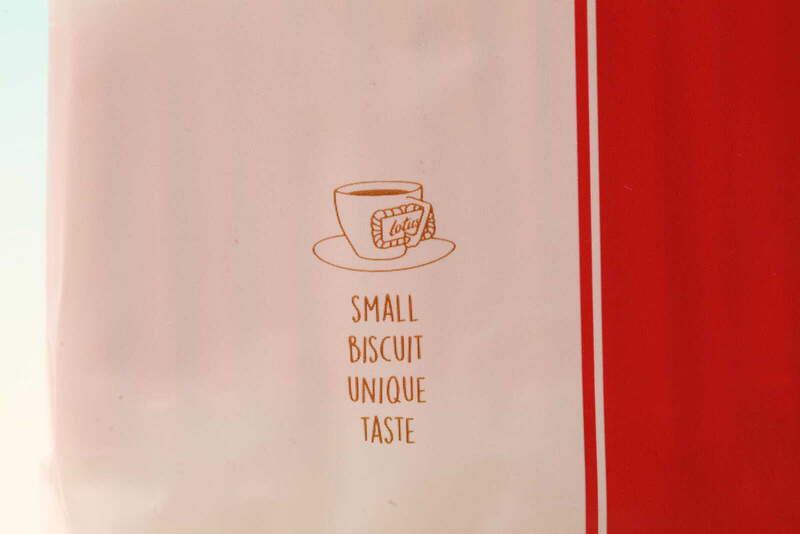 lotus
SMALL
BISCUIT
UNIQUE
TASTE